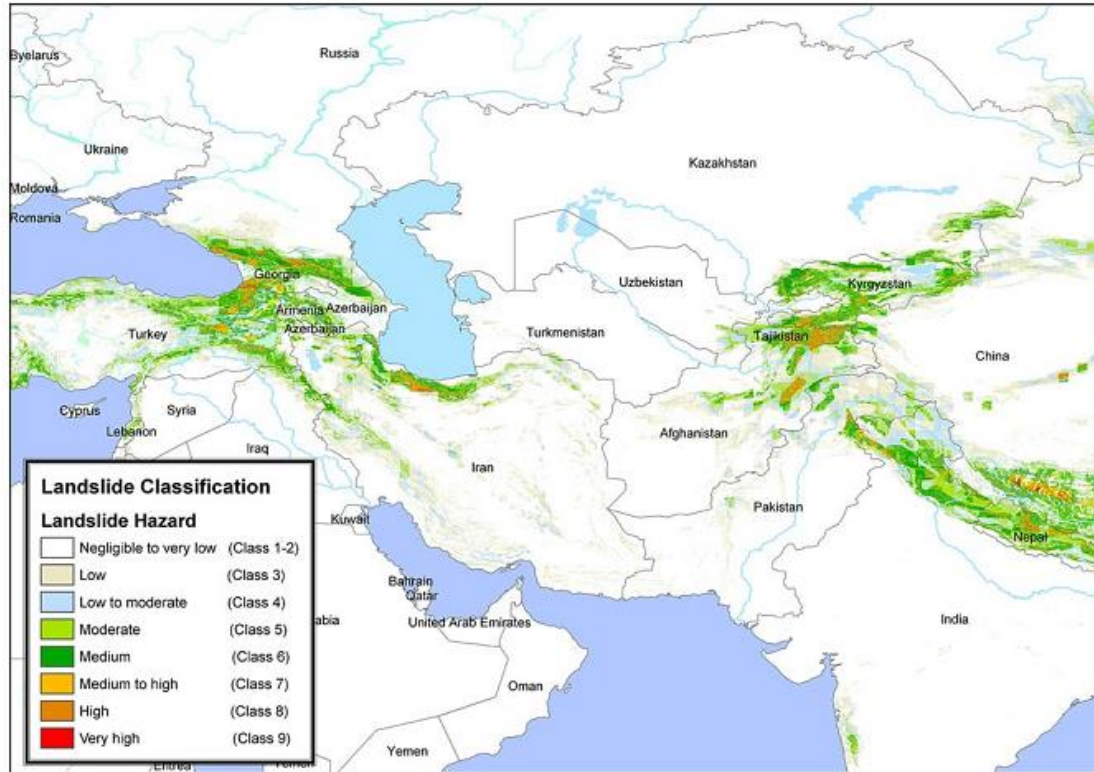 Byelarus
Russia
Ukraine
Kazakhstan
Moldova
Romania
Georgia
Kyrgyzstan
Uzbekistan
Armenia
Azerbaijan
Azerbaijan
Turkey
Turkmenistan
Tajikistan
China
Cyprus
Syria
Lebanon
Afghanistan
Iraq
Iran
Pakistan
Kuwait
Nepal
Bahrain
Qatar
United Arab Emirates
India
abia
Oman
Yemen
Landslide Classification
Landslide Hazard
Negligible to very low (Class 1-2)
Low (Class 3)
Low to moderate (Class 4)
Moderate (Class 5)
Medium (Class 6)
Medium to high (Class 7)
High (Class 8)
Very high (Class 9)